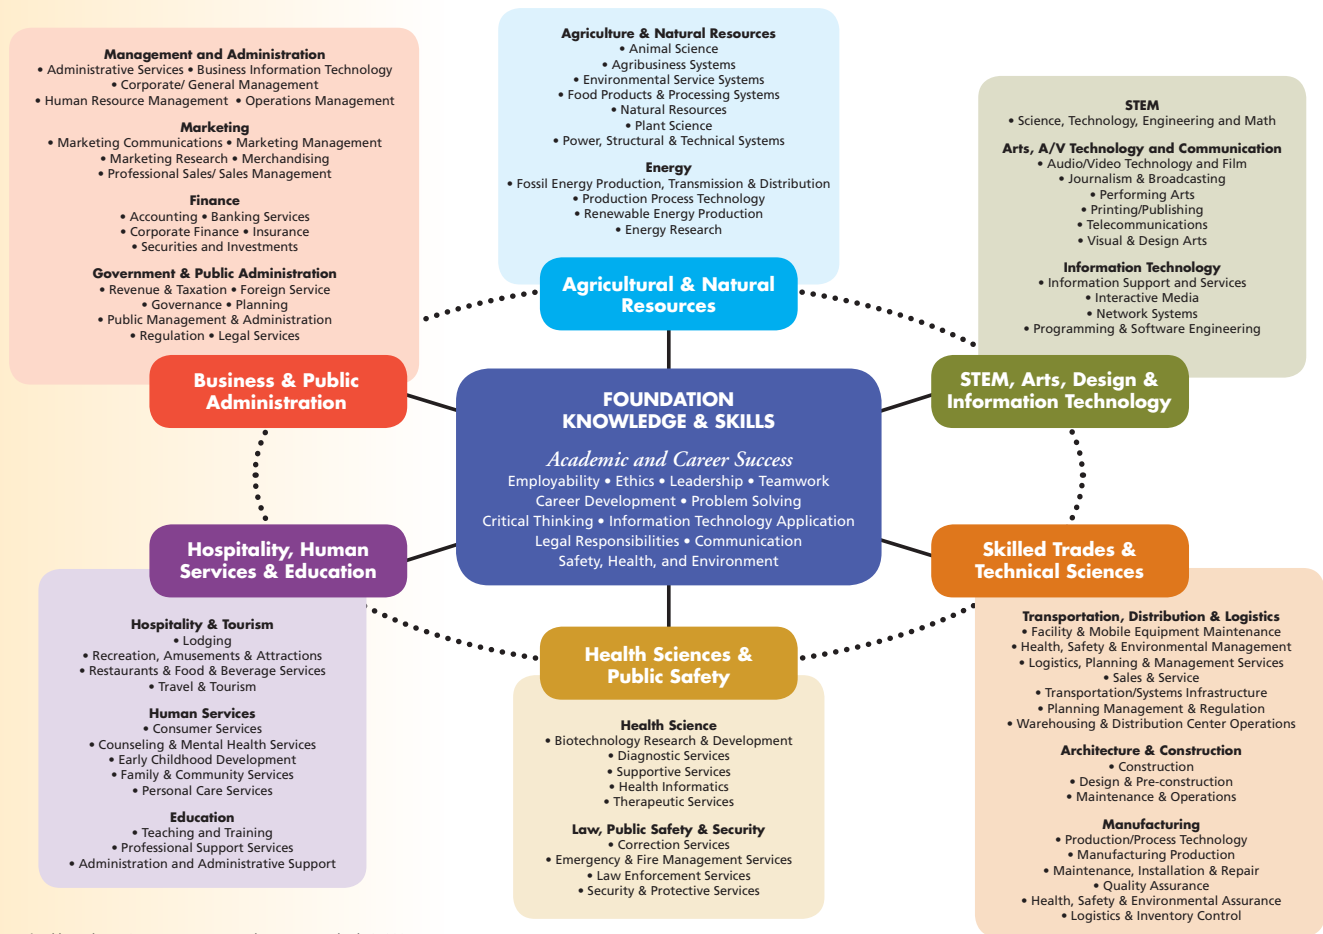 Management and Administration
• Administrative Services • Business Information Technology
• Corporate/ General Management
• Human Resource Management • Operations Management
Marketing
• Marketing Communications • Marketing Management
• Marketing Research • Merchandising
• Professional Sales/ Sales Management
Finance
• Accounting • Banking Services
• Corporate Finance • Insurance
• Securities and Investments
Government & Public Administration
• Revenue & Taxation • Foreign Service
• Governance • Planning
• Public Management & Administration
• Regulation • Legal Services
Business & Public
Administration
Agriculture & Natural Resources
• Animal Science
• Agribusiness Systems
• Environmental Service Systems
• Food Products & Processing Systems
• Natural Resources
• Plant Science
• Power, Structural & Technical Systems
Energy
• Fossil Energy Production, Transmission & Distribution
• Production Process Technology
• Renewable Energy Production
• Energy Research
Agricultural & Natural
Resources
STEM
• Science, Technology, Engineering and Math
Arts, A/V Technology and Communication
• Audio/Video Technology and Film
• Journalism & Broadcasting
• Performing Arts
• Printing/Publishing
• Telecommunications
• Visual & Design Arts
Information Technology
• Information Support and Services
• Interactive Media
• Network Systems
• Programming & Software Engineering
STEM, Arts, Design &
Information Technology
FOUNDATION
KNOWLEDGE & SKILLS
Academic and Career Success
Employability • Ethics • Leadership • Teamwork
Career Development • Problem Solving
Critical Thinking • Information Technology Application
Legal Responsibilities • Communication
Safety, Health, and Environment
Hospitality, Human
Services & Education
Hospitality & Tourism
• Lodging
• Recreation, Amusements & Attractions
• Restaurants & Food & Beverage Services
• Travel & Tourism
Human Services
• Consumer Services
• Counseling & Mental Health Services
• Early Childhood Development
• Family & Community Services
• Personal Care Services
Education
• Teaching and Training
• Professional Support Services
• Administration and Administrative Support
Health Sciences &
Public Safety
Health Science
• Biotechnology Research & Development
• Diagnostic Services
• Supportive Services
• Health Informatics
• Therapeutic Services
Law, Public Safety & Security
• Correction Services
• Emergency & Fire Management Services
• Law Enforcement Services
• Security & Protective Services
Skilled Trades &
Technical Sciences
Transportation, Distribution & Logistics
• Facility & Mobile Equipment Maintenance
• Health, Safety & Environmental Management
• Logistics, Planning & Management Services
• Sales & Service
• Transportation/Systems Infrastructure
• Planning Management & Regulation
• Warehousing & Distribution Center Operations
Architecture & Construction
• Construction
• Design & Pre-construction
• Maintenance & Operations
Manufacturing
• Production/Process Technology
• Manufacturing Production
• Maintenance, Installation & Repair
• Quality Assurance
• Health, Safety & Environmental Assurance
• Logistics & Inventory Control